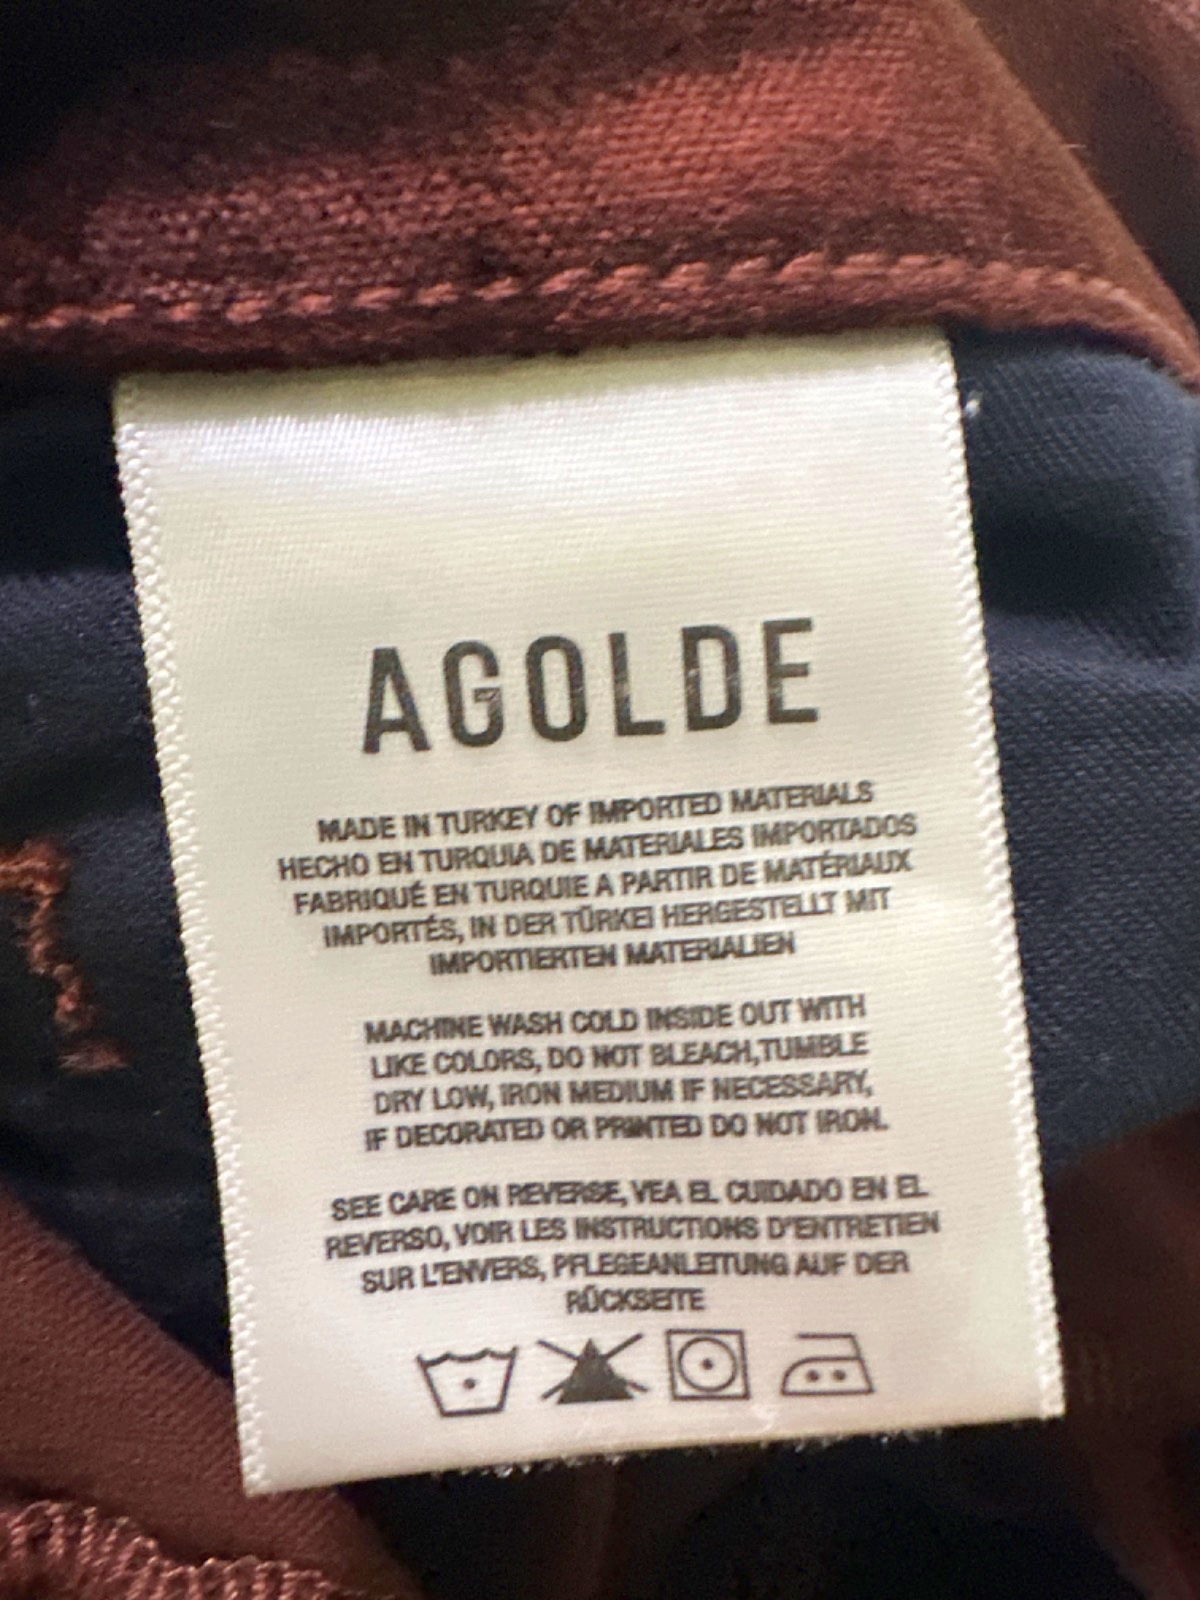 AGOLDE
MADE IN TURKEY OF IMPORTED MATERIALS
HECHO EN TURQUIA DE MATERIALES IMPORTADOS
FABRIQUÉ EN TURQUIE A PARTIR DE MATÉRIAUX
IMPORTÉS, IN DER TÜRKEI HERGESTELLT MIT
IMPORTIERTEN MATERIALIEN
MACHINE WASH COLD INSIDE OUT WITH
LIKE COLORS, DO NOT BLEACH,TUMBLE
DRY LOW, IRON MEDIUM IF NECESSARY,
IF DECORATED OR PRINTED DO NOT IRON.
SEE CARE ON REVERSE, VEA EL CUIDADO EN EL
REVERSO, VOIR LES INSTRUCTIONS D'ENTRETIEN
SUR L'ENVERS, PFLEGEANLEITUNG AUF DER
RÜCKSEITE